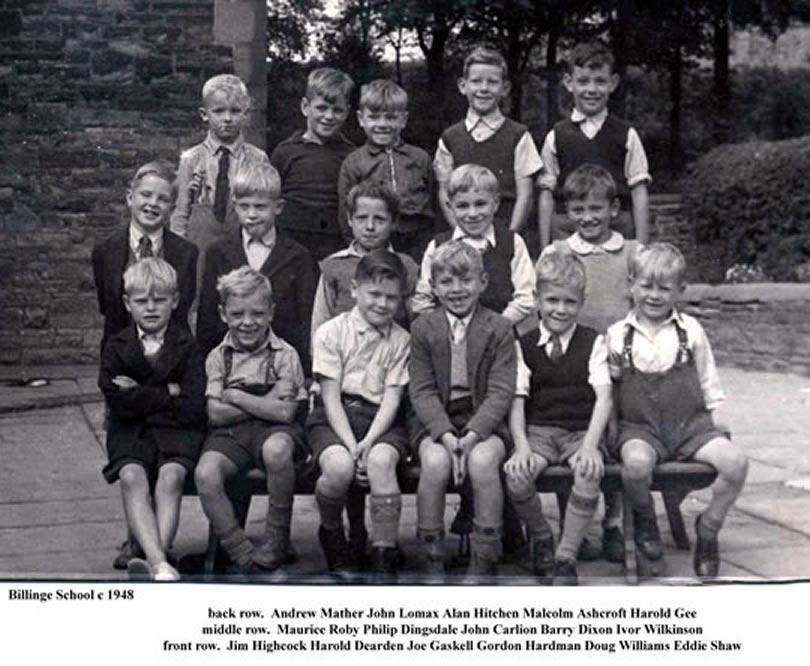 Billinge School c 1948
back row. Andrew Mather John Lomax Alan Hitchen Malcolm Ashcroft Harold Gee
middle row. Maurice Roby Philip Dingsdale John Carlion Barry Dixon Ivor Wilkinson
front row. Jim Highcock Harold Dearden Joe Gaskell Gordon Hardman Doug Williams Eddie Shaw